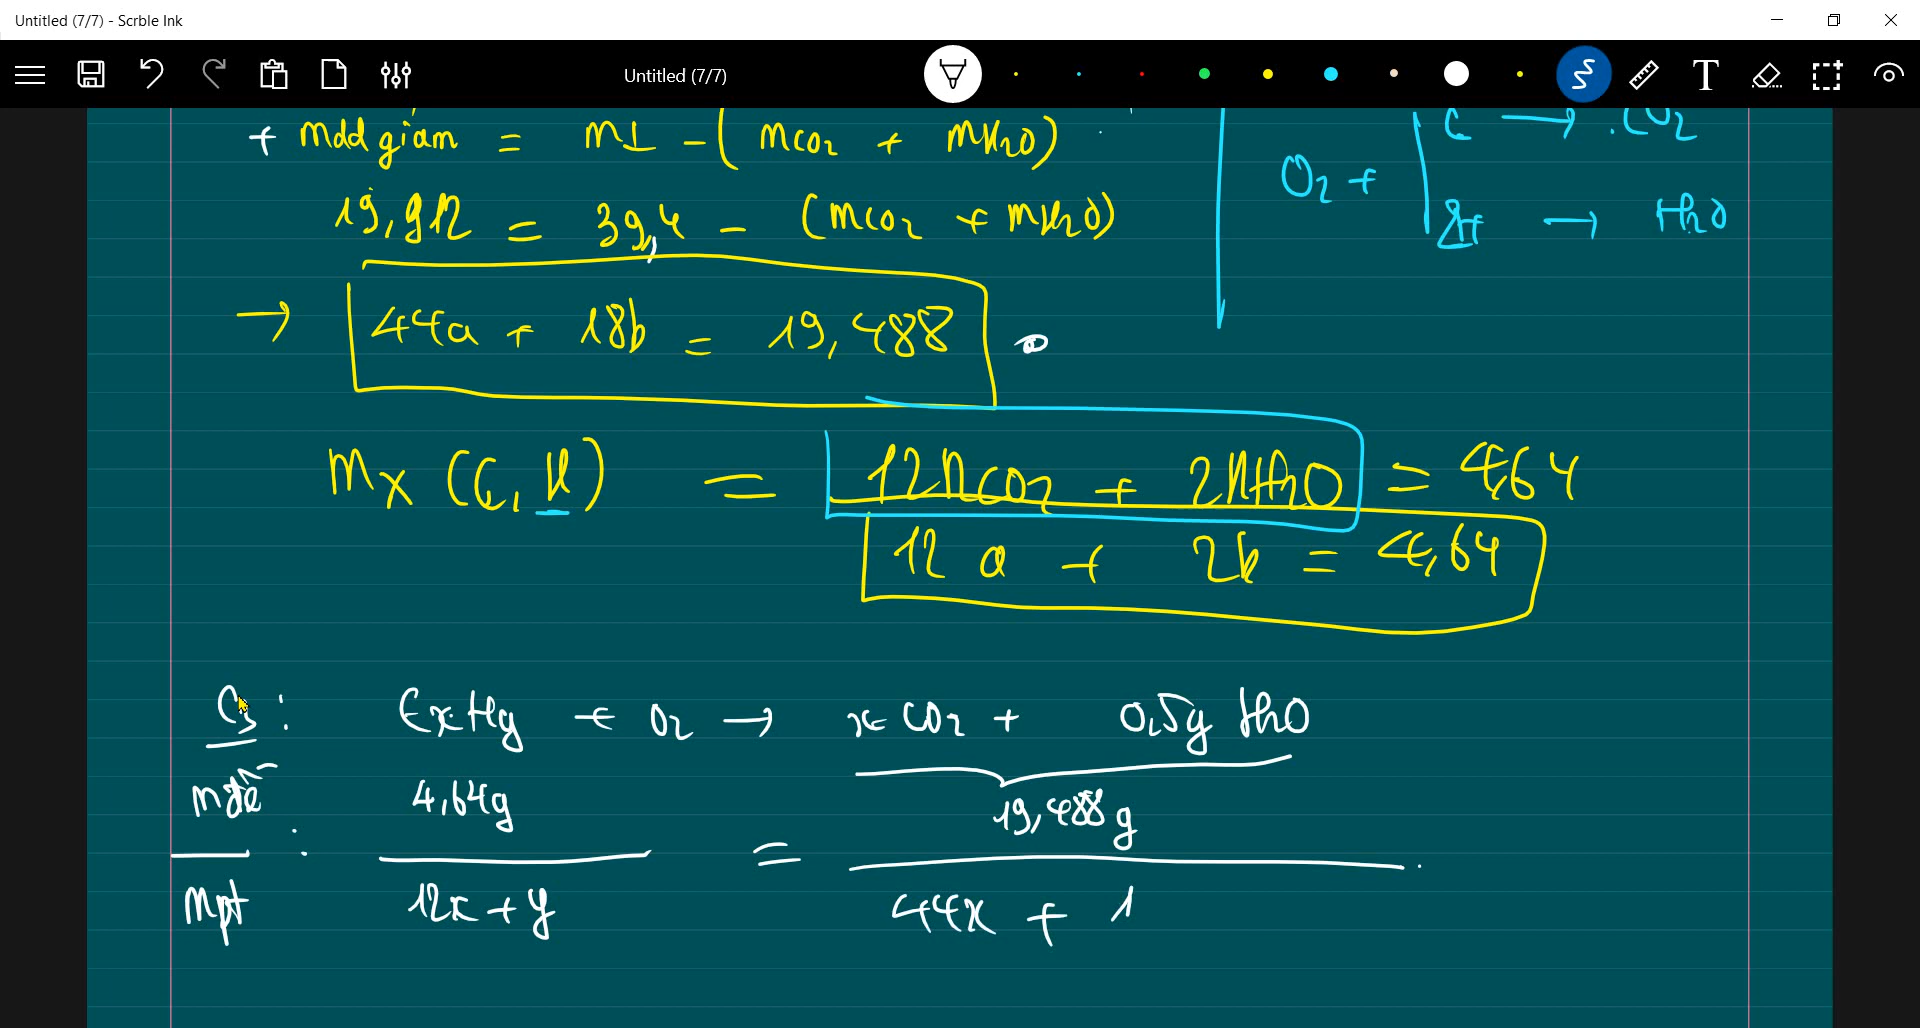 Untitled (7/7) - Scrble Ink
Untitled (7/7)
T
+ mdd giảm = m↓ - ( mCO2 + mH2O)
19,912 = 39,4 - (mCO2 + mH2O)
→ 44a + 18b = 19,488
C → CO2
O2 +
2H → H2O
mX (C, H) = 12nCO2 + 2nH2O = 4,64
12a + 2b = 4,64
C3: CxHy + O2 → xCO2 + 0,5y H2O
mđề : 4,64g = 19,488g
mpt 12x + y 44x + 1